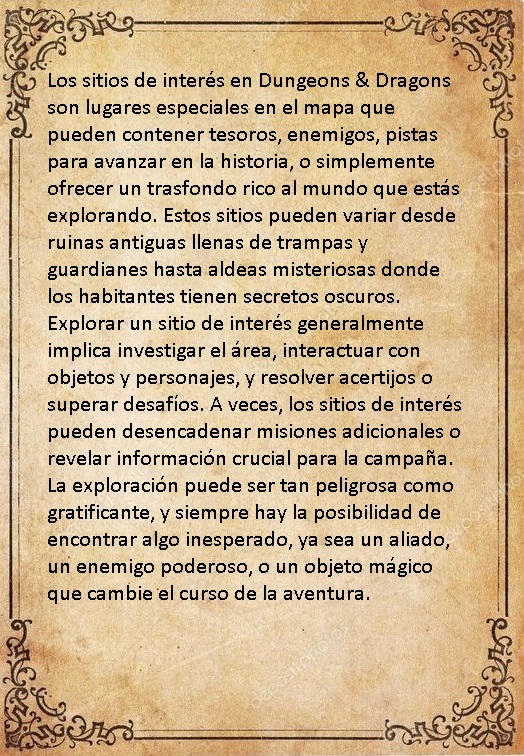 Los sitios de interés en Dungeons & Dragons
son lugares especiales en el mapa que
pueden contener tesoros, enemigos, pistas
para avanzar en la historia, o simplemente
ofrecer un trasfondo rico al mundo que estás
explorando. Estos sitios pueden variar desde
ruinas antiguas llenas de trampas y
guardianes hasta aldeas misteriosas donde
los habitantes tienen secretos oscuros.
Explorar un sitio de interés generalmente
implica investigar el área, interactuar con
objetos y personajes, y resolver acertijos o
superar desafíos. A veces, los sitios de interés
pueden desencadenar misiones adicionales o
revelar información crucial para la campaña.
La exploración puede ser tan peligrosa como
gratificante, y siempre hay la posibilidad de
encontrar algo inesperado, ya sea un aliado,
un enemigo poderoso, o un objeto mágico
que cambie el curso de la aventura.